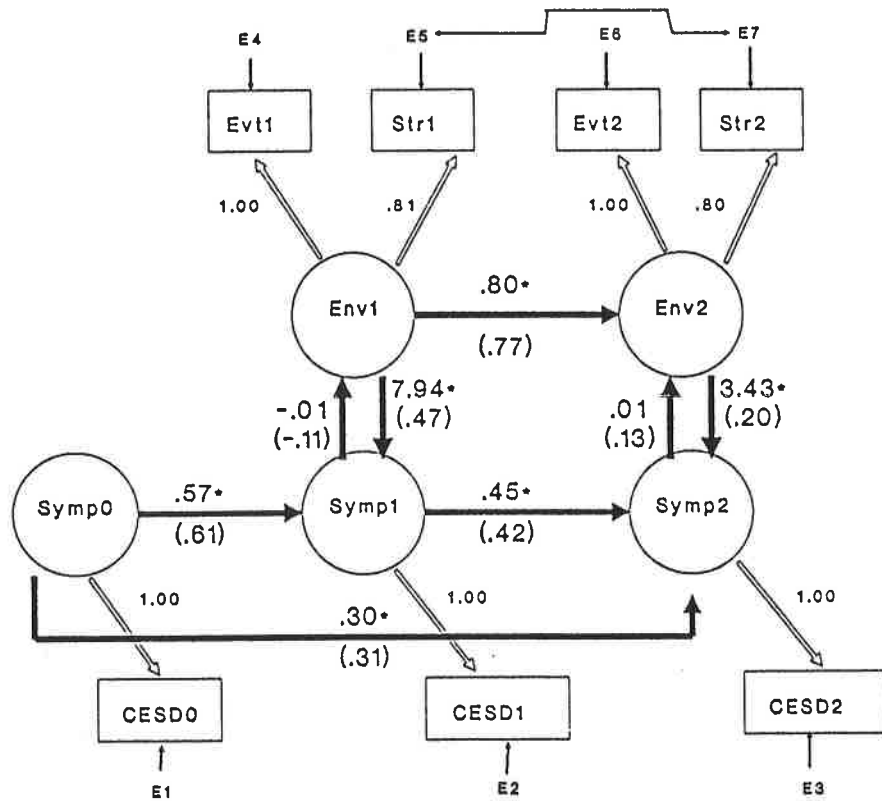 E4 E5 E6 E7
Evt1 Str1 Evt2 Str2
1.00 .81 1.00 .80
Env1 .80* Env2
(.77)
-.01 7.94* .01 3.43*
(-.11) (.47) (.13) (.20)
Symp0 .57* Symp1 .45* Symp2
(.61) (.42)
1.00 .30* 1.00 1.00
(.31)
CESD0 CESD1 CESD2
E1 E2 E3